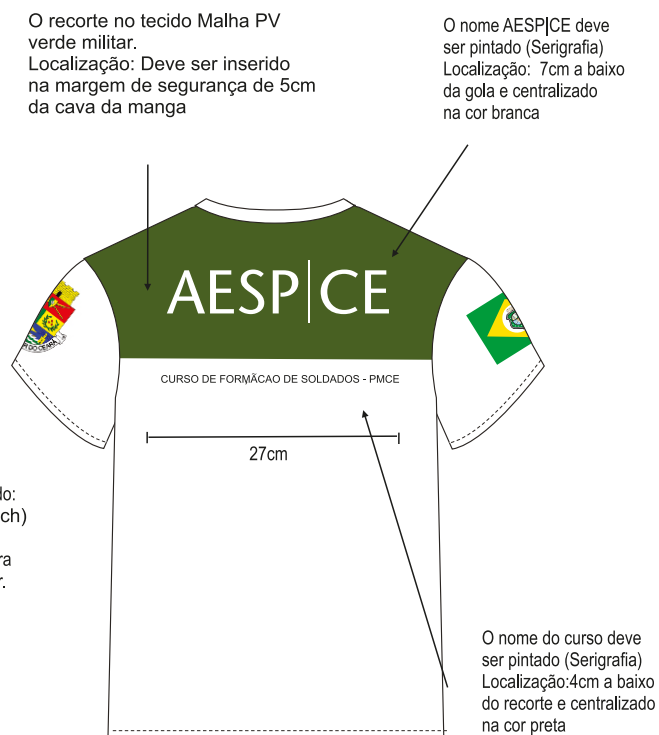 O recorte no tecido Malha PV
verde militar.
Localização: Deve ser inserido
na margem de segurança de 5cm
da cava da manga
O nome AESP|CE deve
ser pintado (Serigrafia)
Localização: 7cm a baixo
da gola e centralizado
na cor branca
AESP|CE
CURSO DE FORMÃCAO DE SOLDADOS - PMCE
27cm
do:
ch)
ra
r.
O nome do curso deve
ser pintado (Serigrafia)
Localização:4cm a baixo
do recorte e centralizado
na cor preta